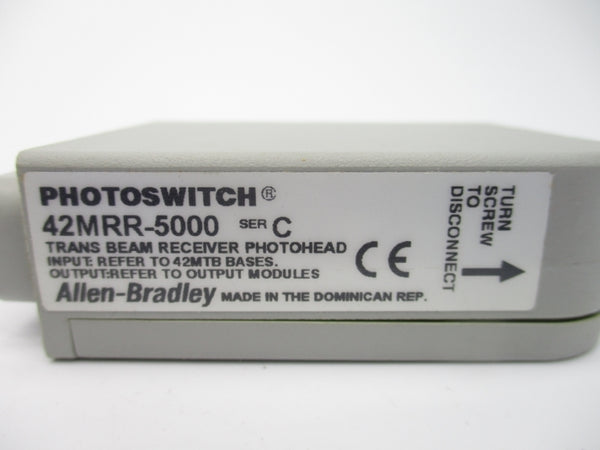 PHOTOSWITCH®
42MRR-5000 SER C
TRANS BEAM RECEIVER PHOTOHEAD
INPUT: REFER TO 42MTB BASES.
OUTPUT:REFER TO OUTPUT MODULES
Allen-Bradley MADE IN THE DOMINICAN REP.
CE
TURN
SCREW
TO
DISCONNECT